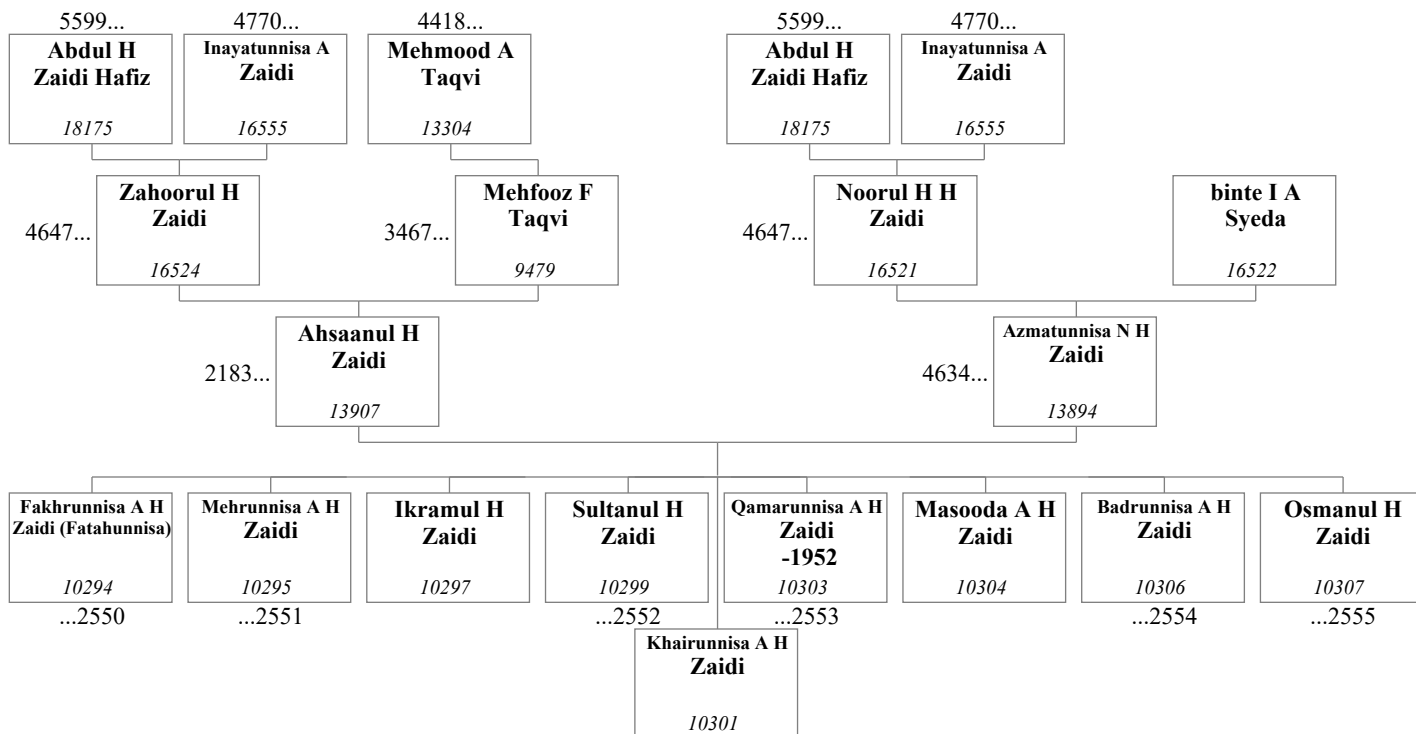 5599...
4770...
4418...
5599...
4770...
Abdul H
Zaidi Hafiz
18175
Inayatunnisa A
Zaidi
16555
Mehmood A
Taqvi
13304
Abdul H
Zaidi Hafiz
18175
Inayatunnisa A
Zaidi
16555
4647...
Zahoorul H
Zaidi
16524
3467...
Mehfooz F
Taqvi
9479
4647...
Noorul H H
Zaidi
16521
binte I A
Syeda
16522
2183...
Ahsaanul H
Zaidi
13907
4634...
Azmatunnisa N H
Zaidi
13894
Fakhrunnisa A H
Zaidi (Fatahunnisa)
10294
...2550
Mehrunnisa A H
Zaidi
10295
...2551
Ikramul H
Zaidi
10297
Sultanul H
Zaidi
10299
...2552
Qamarunnisa A H
Zaidi
-1952
10303
...2553
Masooda A H
Zaidi
10304
Badrunnisa A H
Zaidi
10306
...2554
Osmanul H
Zaidi
10307
...2555
Khairunnisa A H
Zaidi
10301